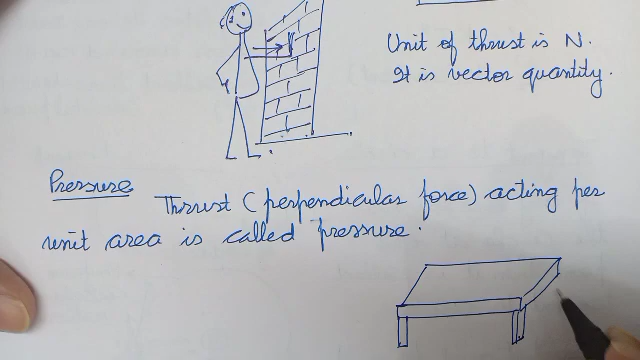 Unit of thrust is N.
It is vector quantity.
Pressure Thrust (perpendicular force) acting per
unit area is called pressure.